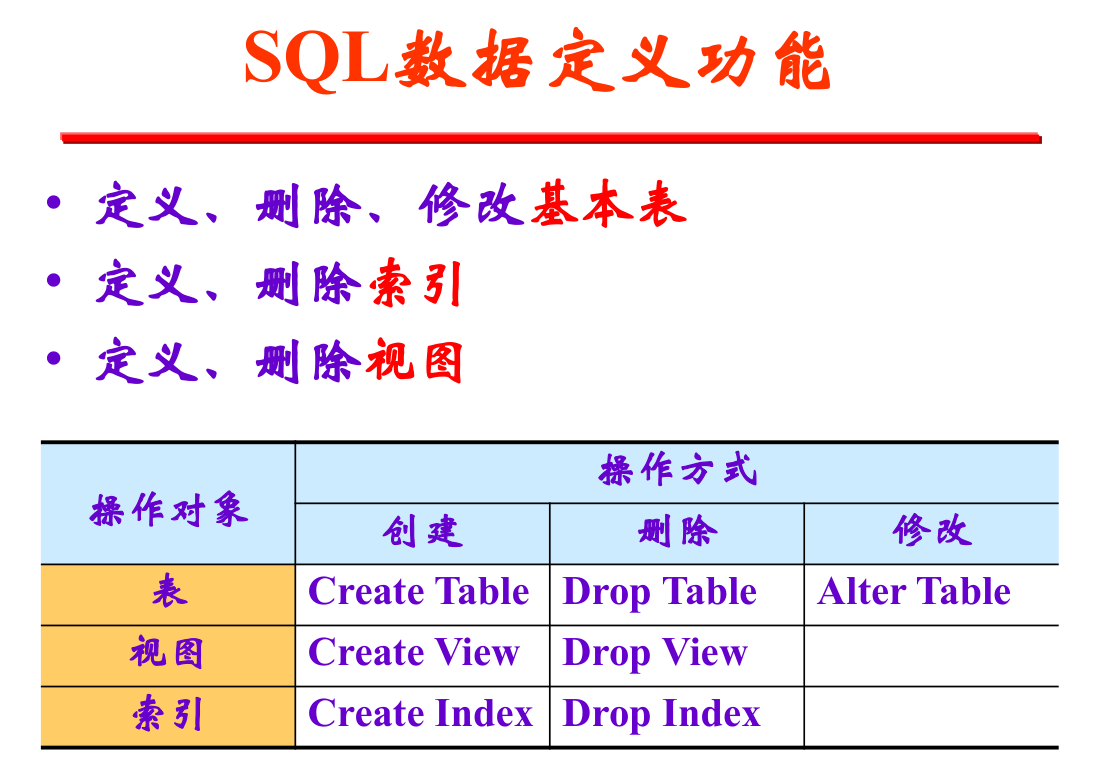 SQL数据定义功能
• 定义、删除、修改基本表
• 定义、删除索引
• 定义、删除视图
操作对象 操作方式
创建 删除 修改
表 Create Table Drop Table Alter Table
视图 Create View Drop View
索引 Create Index Drop Index